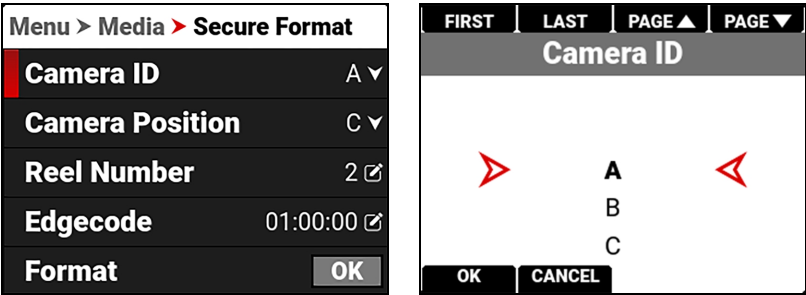 Menu > Media > Secure Format
Camera ID A
Camera Position C
Reel Number 2
Edgecode 01:00:00
Format OK
FIRST LAST PAGE▲ PAGE▼
Camera ID
A
B
C
OK CANCEL